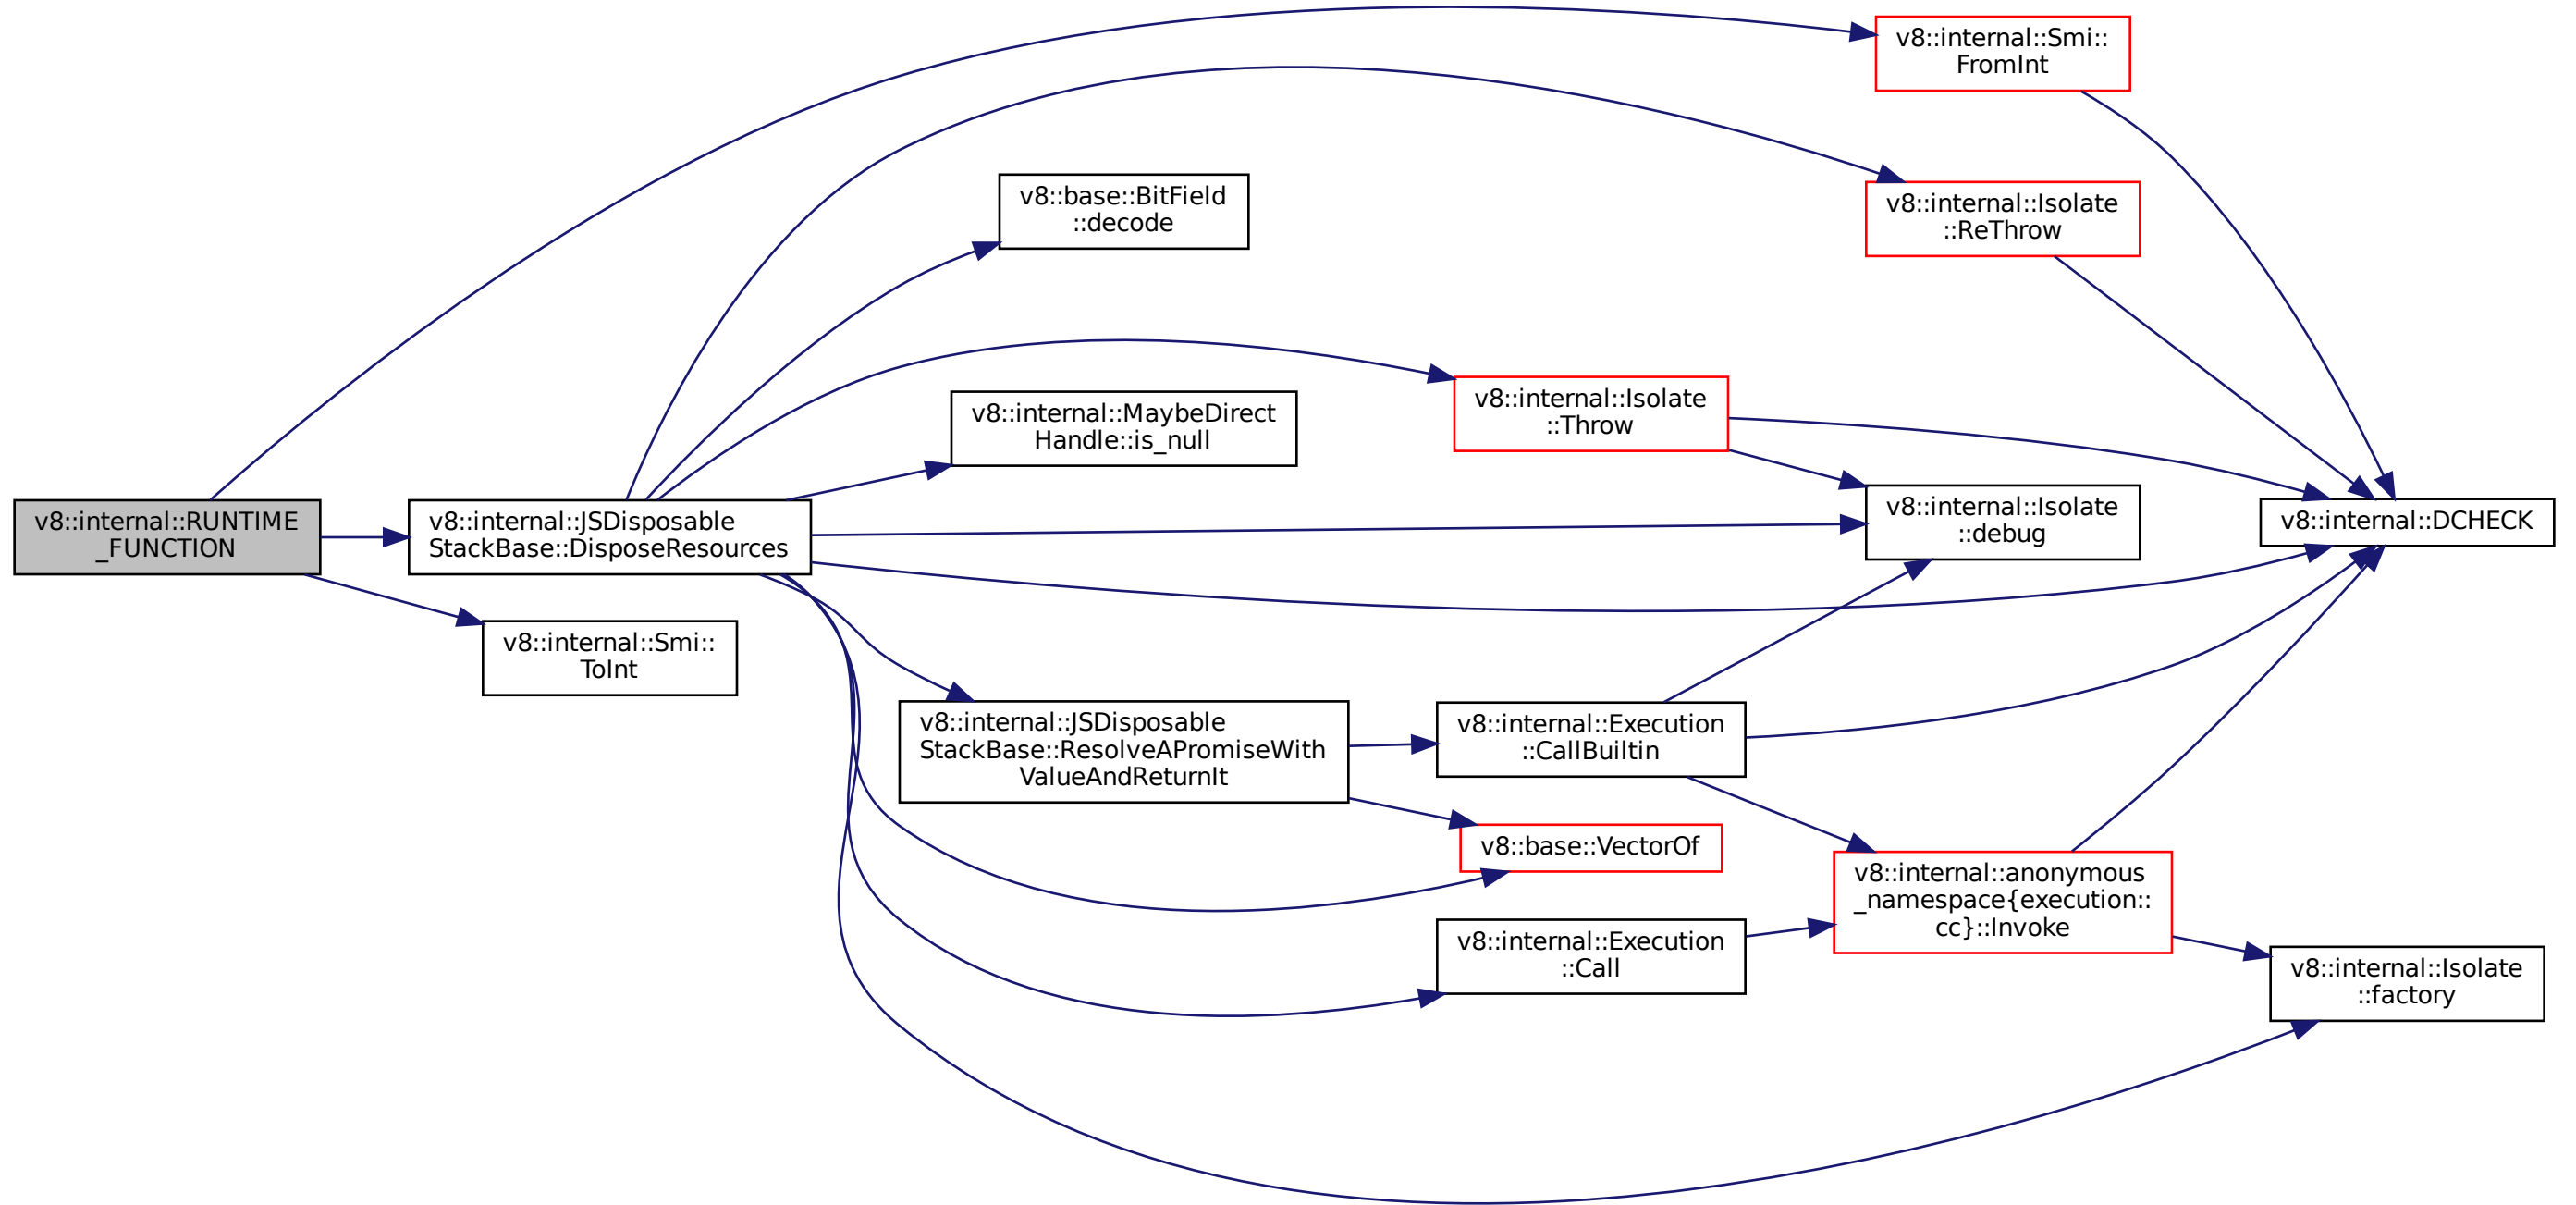 v8::internal::Smi::
FromInt
v8::base::BitField
::decode
v8::internal::Isolate
::ReThrow
v8::internal::MaybeDirect
Handle::is_null
v8::internal::Isolate
::Throw
v8::internal::RUNTIME
_FUNCTION
v8::internal::JSDisposable
StackBase::DisposeResources
v8::internal::Isolate
::debug
v8::internal::DCHECK
v8::internal::Smi::
ToInt
v8::internal::JSDisposable
StackBase::ResolveAPromiseWith
ValueAndReturnIt
v8::internal::Execution
::CallBuiltin
v8::base::VectorOf
v8::internal::anonymous
_namespace{execution::
cc}::Invoke
v8::internal::Execution
::Call
v8::internal::Isolate
::factory